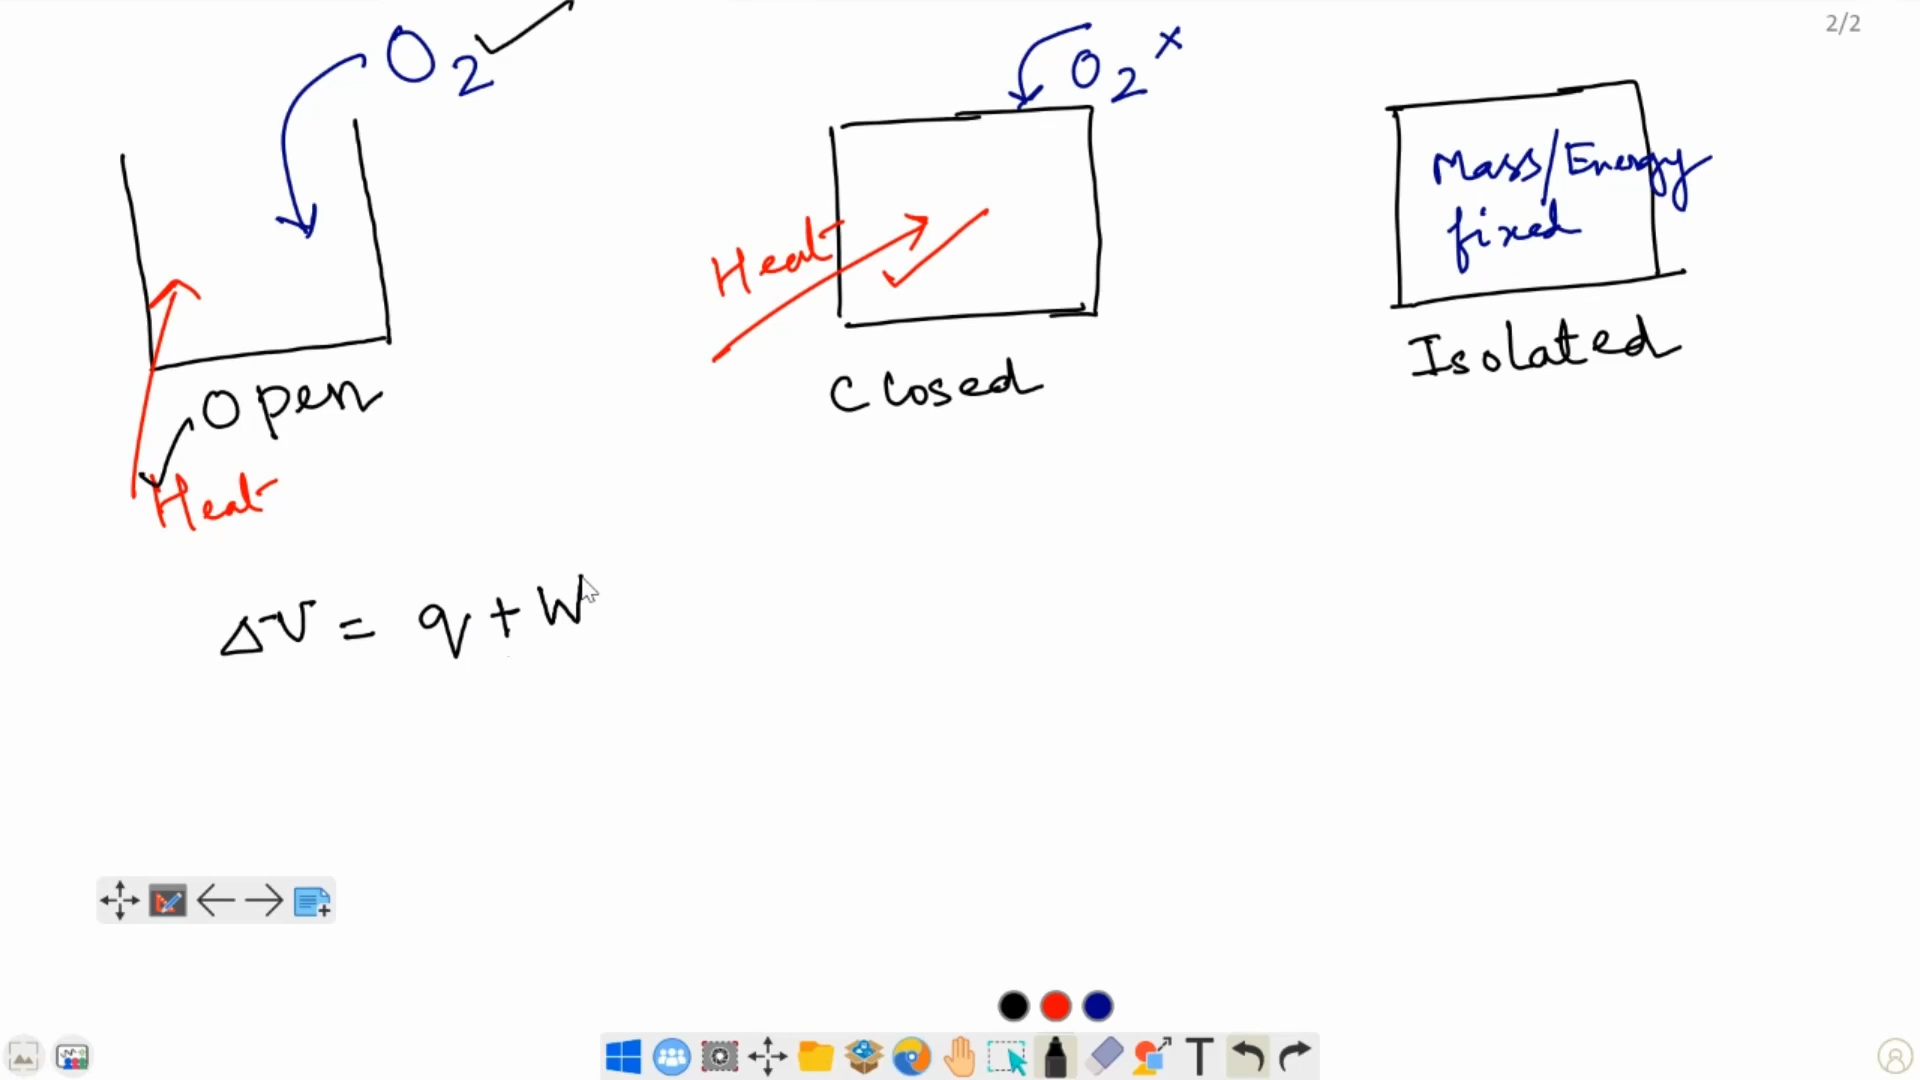 2/2
O₂ ✓
O₂ ×
Mass/Energy
fixed
Heat
Isolated
Closed
Open
Heat
ΔU = q + W
T